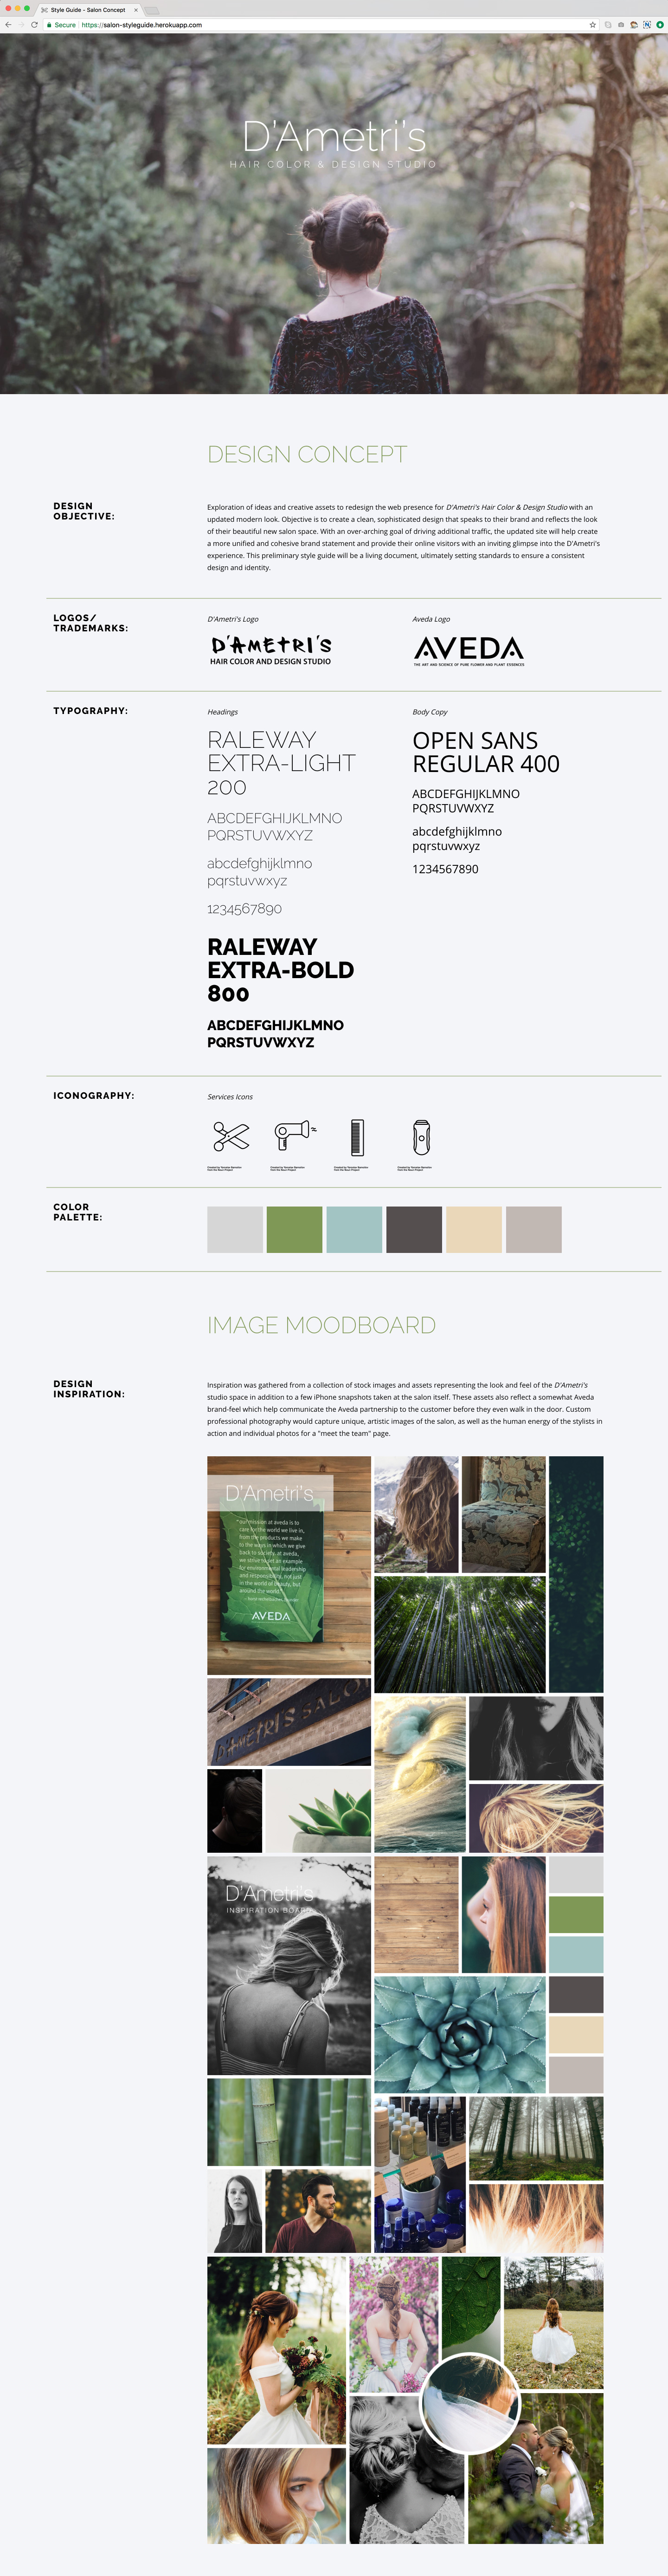 Style Guide - Salon Concept
Secure
https://salon-styleguide.herokuapp.com
D'Ametri's
HAIR COLOR & DESIGN STUDIO
DESIGN CONCEPT
DESIGN
OBJECTIVE:
Exploration of ideas and creative assets to redesign the web presence for D'Ametri's Hair Color & Design Studio with an
updated modern look. Objective is to create a clean, sophisticated design that speaks to their brand and reflects the look
of their beautiful new salon space. With an over-arching goal of driving additional traffic, the updated site will help create
a more unified and cohesive brand statement and provide their online visitors with an inviting glimpse into the D'Ametri's
experience. This preliminary style guide will be a living document, ultimately setting standards to ensure a consistent
design and identity.
LOGOS/
TRADEMARKS:
D'Ametri's Logo
D'AMETRI'S
HAIR COLOR AND DESIGN STUDIO
Aveda Logo
AVEDA
THE ART AND SCIENCE OF PURE FLOWER AND PLANT ESSENCES
TYPOGRAPHY:
Headings
RALEWAY
EXTRA-LIGHT
200
ABCDEFGHIJKLMNO
PQRSTUVWXYZ
abcdefghijklmno
pqrstuvwxyz
1234567890
RALEWAY
EXTRA-BOLD
800
ABCDEFGHIJKLMNO
PQRSTUVWXYZ
Body Copy
OPEN SANS
REGULAR 400
ABCDEFGHIJKLMNO
PQRSTUVWXYZ
abcdefghijklmno
pqrstuvwxyz
1234567890
ICONOGRAPHY:
Services Icons
COLOR
PALETTE:
IMAGE MOODBOARD
DESIGN
INSPIRATION:
Inspiration was gathered from a collection of stock images and assets representing the look and feel of the D'Ametri's
studio space in addition to a few iPhone snapshots taken at the salon itself. These assets also reflect a somewhat Aveda
brand-feel which help communicate the Aveda partnership to the customer before they even walk in the door. Custom
professional photography would capture unique, artistic images of the salon, as well as the human energy of the stylists in
action and individual photos for a "meet the team" page.
D'Ametri's
"our mission at aveda is to
care for the world we live in,
from the products we make
to the ways in which we give
back to society. at aveda,
we strive to set an example
for environmental leadership
and responsibility, not just
in the world of beauty, but
around the world."
AVEDA
D'AMETRI'S SALON
D'Ametri's
INSPIRATION BOARD